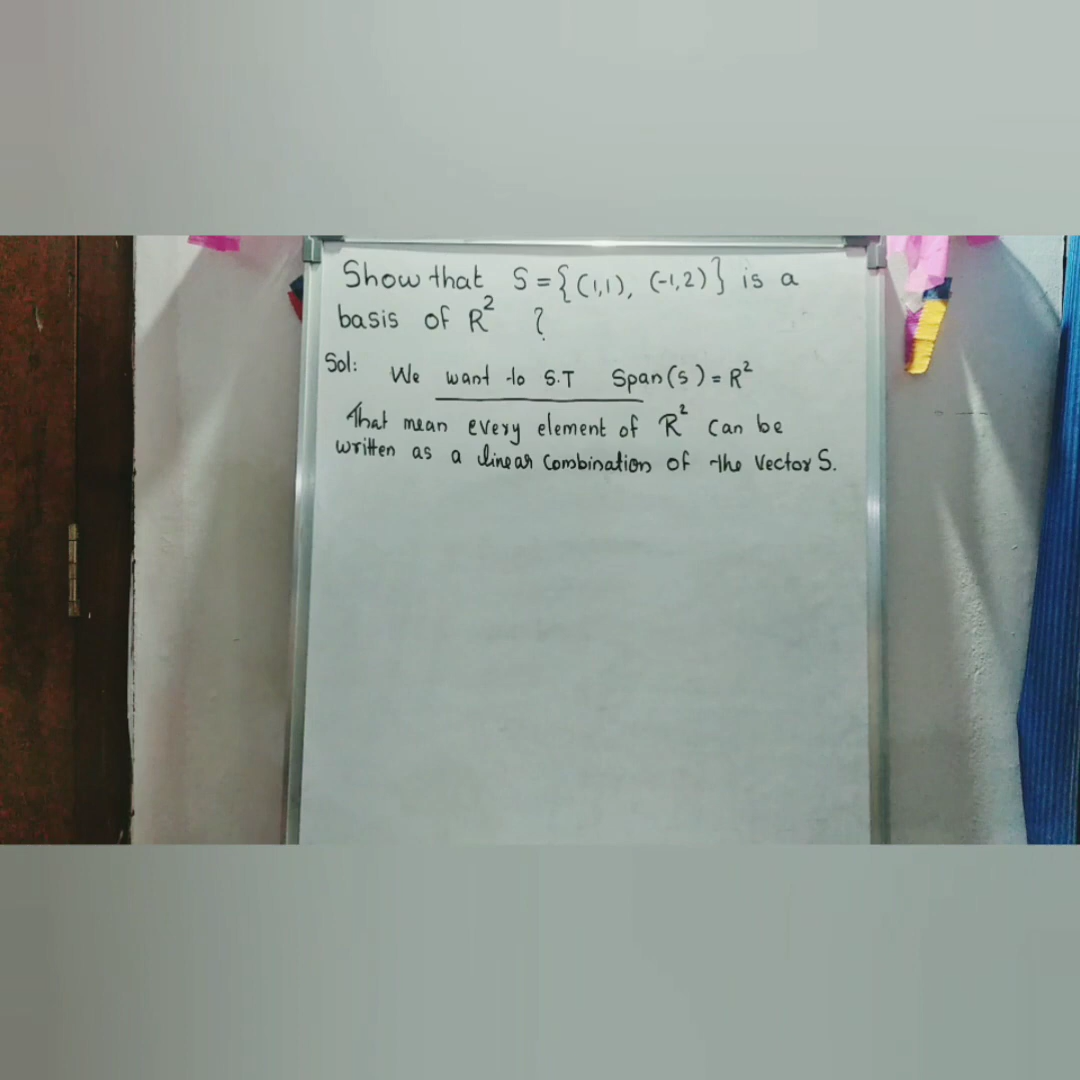 Show that S = { (1,1), (-1,2) } is a
basis of R² ?
Sol: We want to S.T Span(s) = R²
That mean every element of R² can be
written as a linear combination of the vector S.